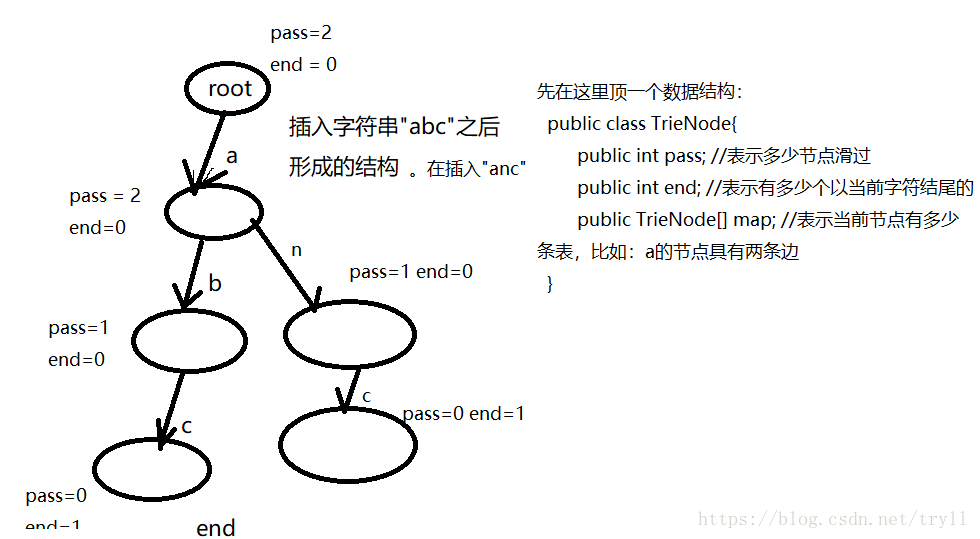 pass=2
end = 0
root
插入字符串"abc"之后
形成的结构 。在插入"anc"
a
pass = 2
end=0
n
b
pass=1 end=0
pass=1
end=0
c
pass=0 end=1
c
pass=0
end=1
end
先在这里顶一个数据结构：
public class TrieNode{
public int pass; //表示多少节点滑过
public int end; //表示有多少个以当前字符结尾的
public TrieNode[] map; //表示当前节点有多少
条表，比如：a的节点具有两条边
}
https://blog.csdn.net/try11